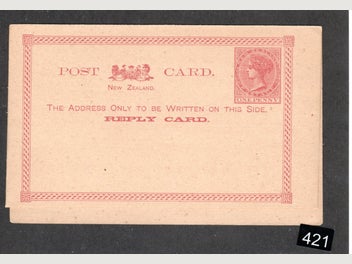 POST CARD.
NEW ZEALAND.
ONE PENNY
THE ADDRESS ONLY TO BE WRITTEN ON THIS SIDE.
REPLY CARD.
421